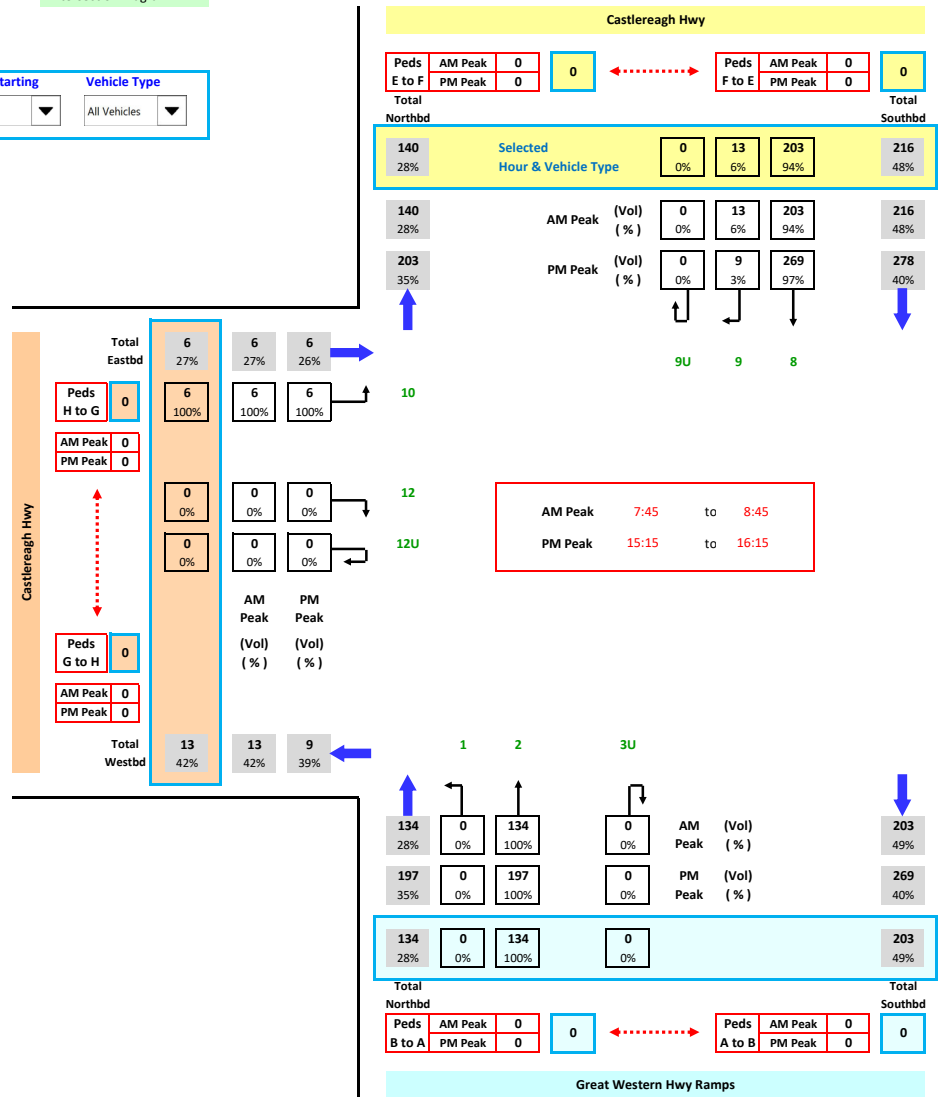 Castlereagh Hwy
Peds AM Peak 0
E to F PM Peak 0
0
Peds AM Peak 0
F to E PM Peak 0
0
tarting Vehicle Type
All Vehicles
Total Northbd
Total Southbd
140 Selected 0 13 203 216
28% Hour & Vehicle Type 0% 6% 94% 48%
140 AM Peak (Vol) 0 13 203 216
28% ( % ) 0% 6% 94% 48%
203 PM Peak (Vol) 0 9 269 278
35% ( % ) 0% 3% 97% 40%
9U 9 8
Total 6 6 6
Eastbd 27% 27% 26%
Peds 0 6 6 6 10
H to G 100% 100% 100%
AM Peak 0
PM Peak 0
0 0 0 12
0% 0% 0%
0 0 0 12U
0% 0% 0%
AM Peak 7:45 to 8:45
PM Peak 15:15 to 16:15
Castlereagh Hwy
AM PM
Peak Peak
(Vol) (Vol)
( % ) ( % )
Peds 0
G to H
AM Peak 0
PM Peak 0
Total 13 13 9
Westbd 42% 42% 39%
1 2 3U
134 0 134 0 AM (Vol) 203
28% 0% 100% 0% Peak ( % ) 49%
197 0 197 0 PM (Vol) 269
35% 0% 100% 0% Peak ( % ) 40%
134 0 134 0 203
28% 0% 100% 0% 49%
Total Total
Northbd Southbd
Peds AM Peak 0
B to A PM Peak 0
0
Peds AM Peak 0
A to B PM Peak 0
0
Great Western Hwy Ramps